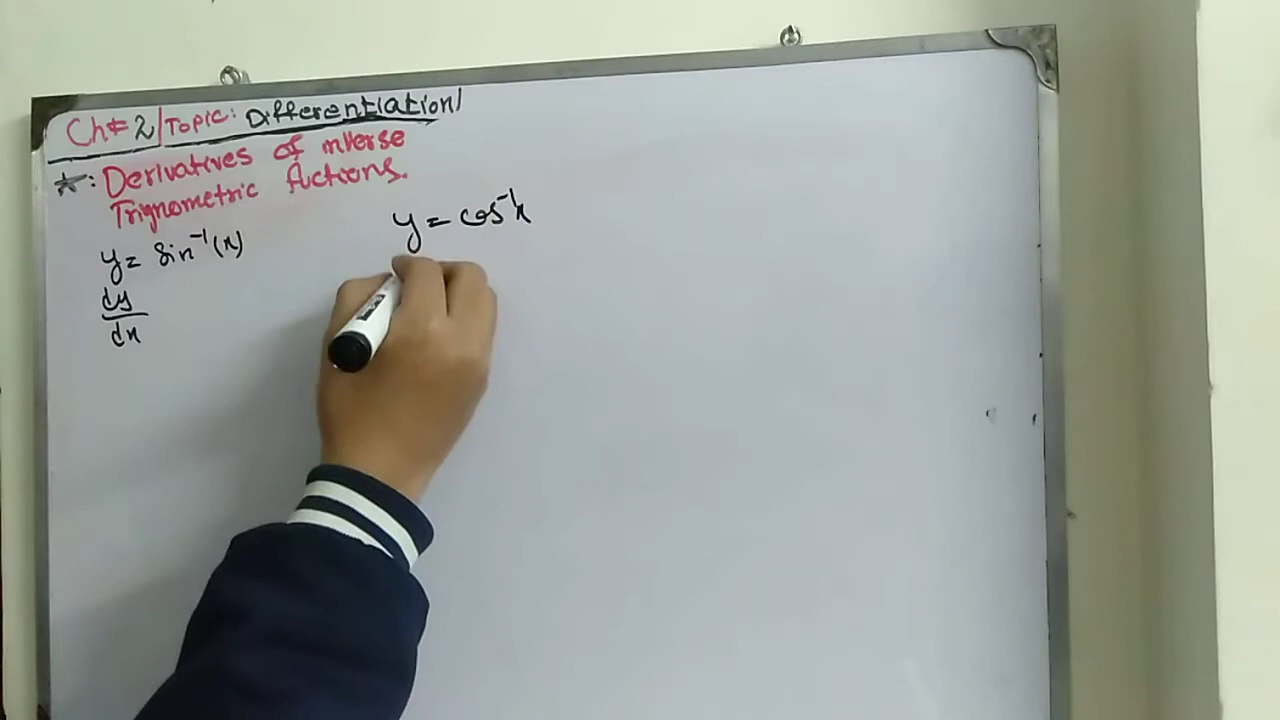 Ch# 2/Topic: Differentiation/
*: Derivatives of inverse
Trignometric fuctions.
y = Sin⁻¹(x)
dy
dx
y = cos⁻¹x